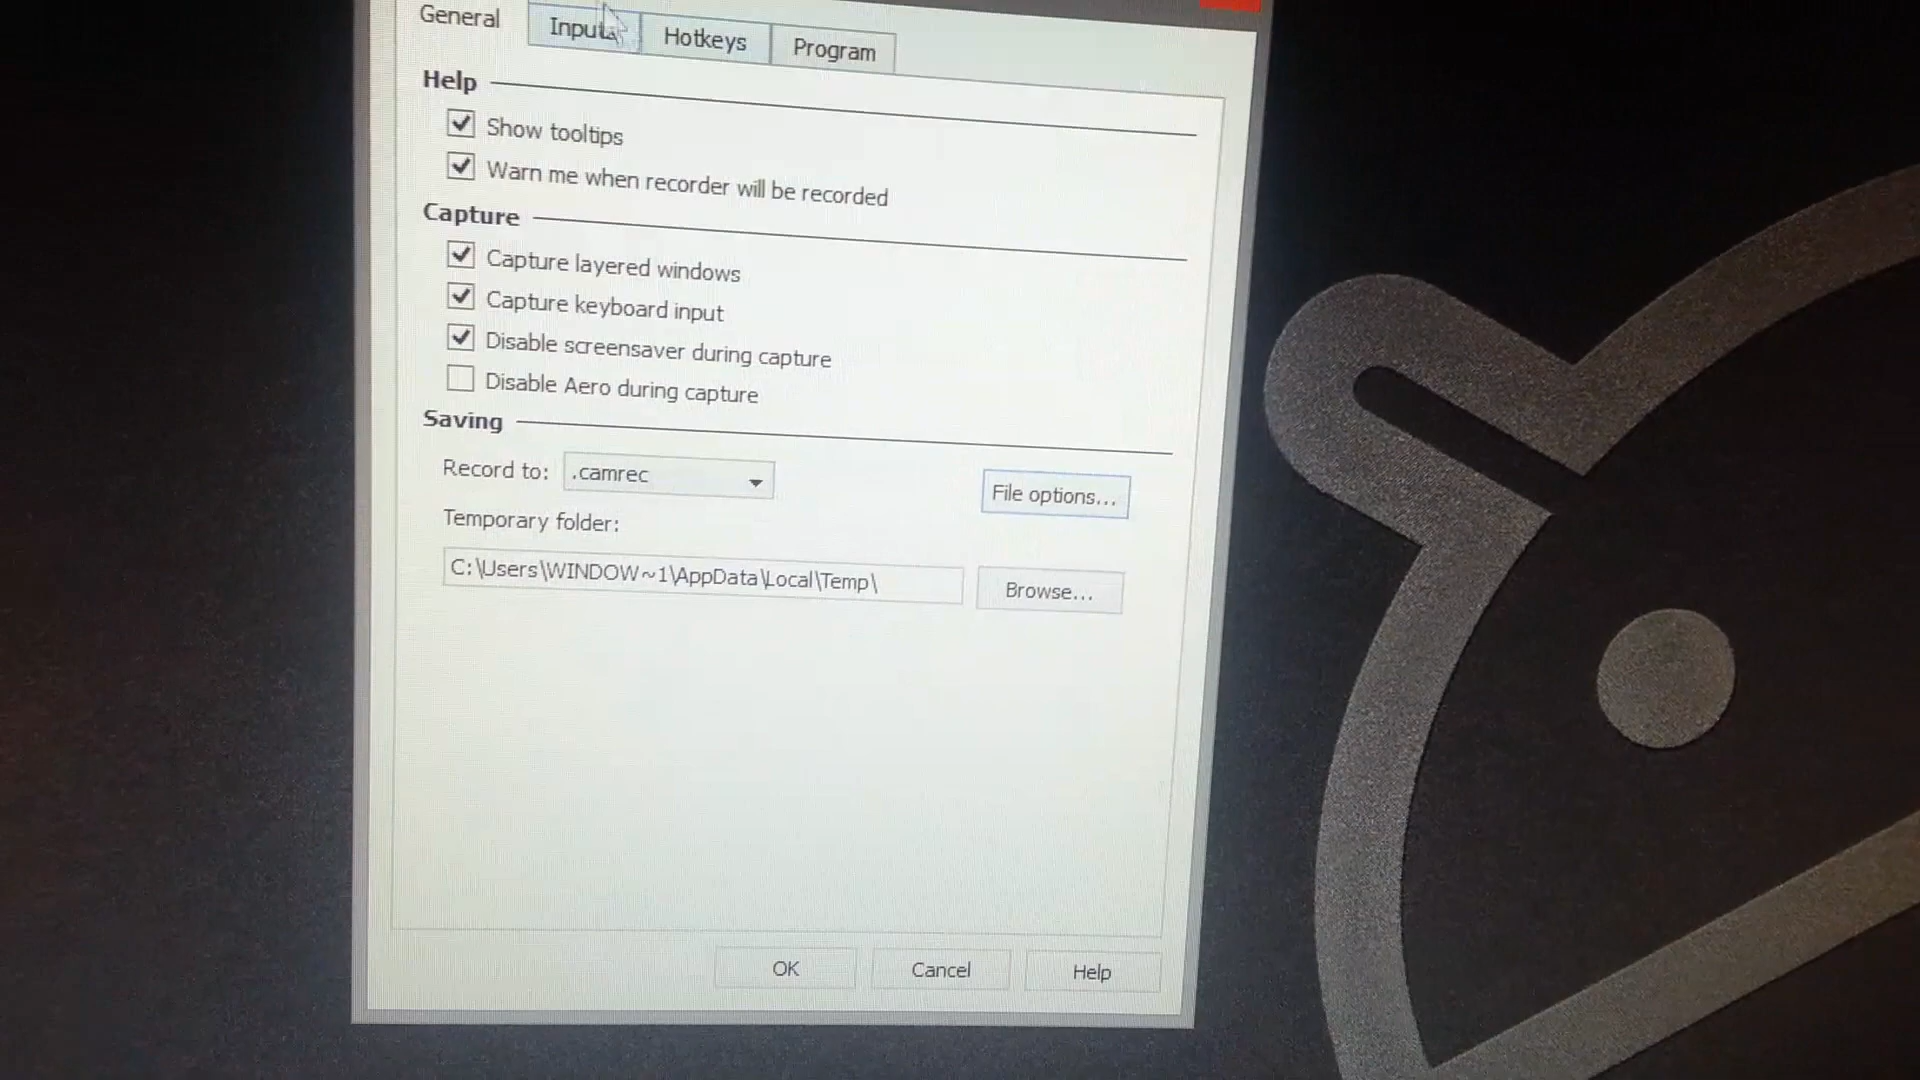 General
Inputs
Hotkeys
Program
Help
Show tooltips
Warn me when recorder will be recorded
Capture
Capture layered windows
Capture keyboard input
Disable screensaver during capture
Disable Aero during capture
Saving
Record to: .camrec
File options...
Temporary folder:
C:\Users\WINDOW~1\AppData\Local\Temp\
Browse...
OK
Cancel
Help